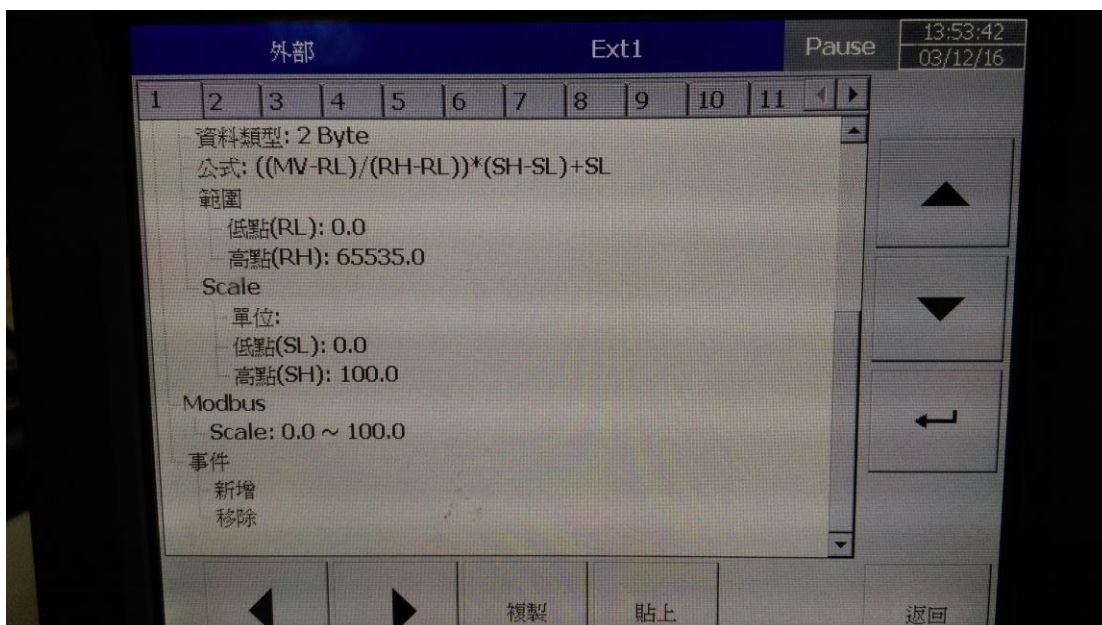 外部
Ext1
Pause
13:53:42
03/12/16
1 2 3 4 5 6 7 8 9 10 11
資料類型: 2 Byte
公式: ((MV-RL)/(RH-RL))*(SH-SL)+SL
範圍
低點(RL): 0.0
高點(RH): 65535.0
Scale
單位:
低點(SL): 0.0
高點(SH): 100.0
Modbus
Scale: 0.0 ~ 100.0
事件
新增
移除
複製
貼上
返回